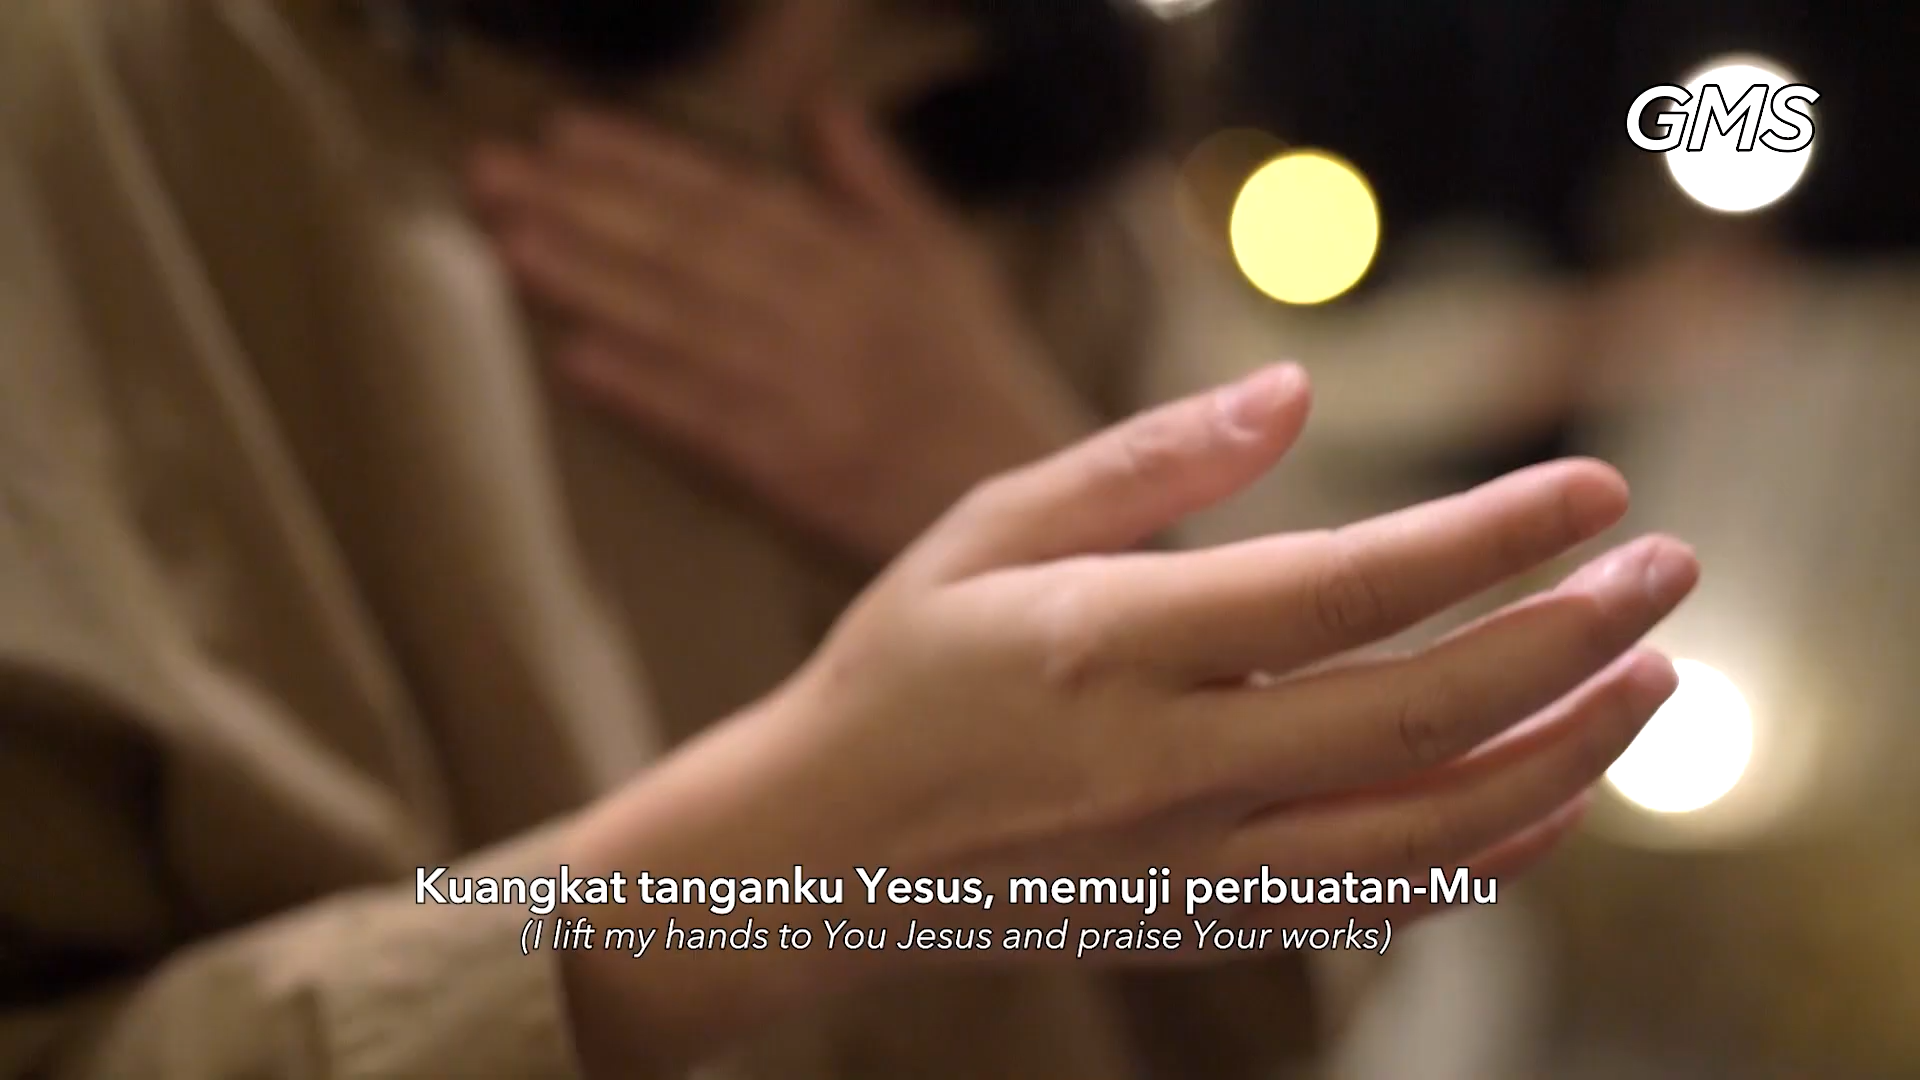 GMS
Kuangkat tanganku Yesus, memuji perbuatan-Mu
(I lift my hands to You Jesus and praise Your works)